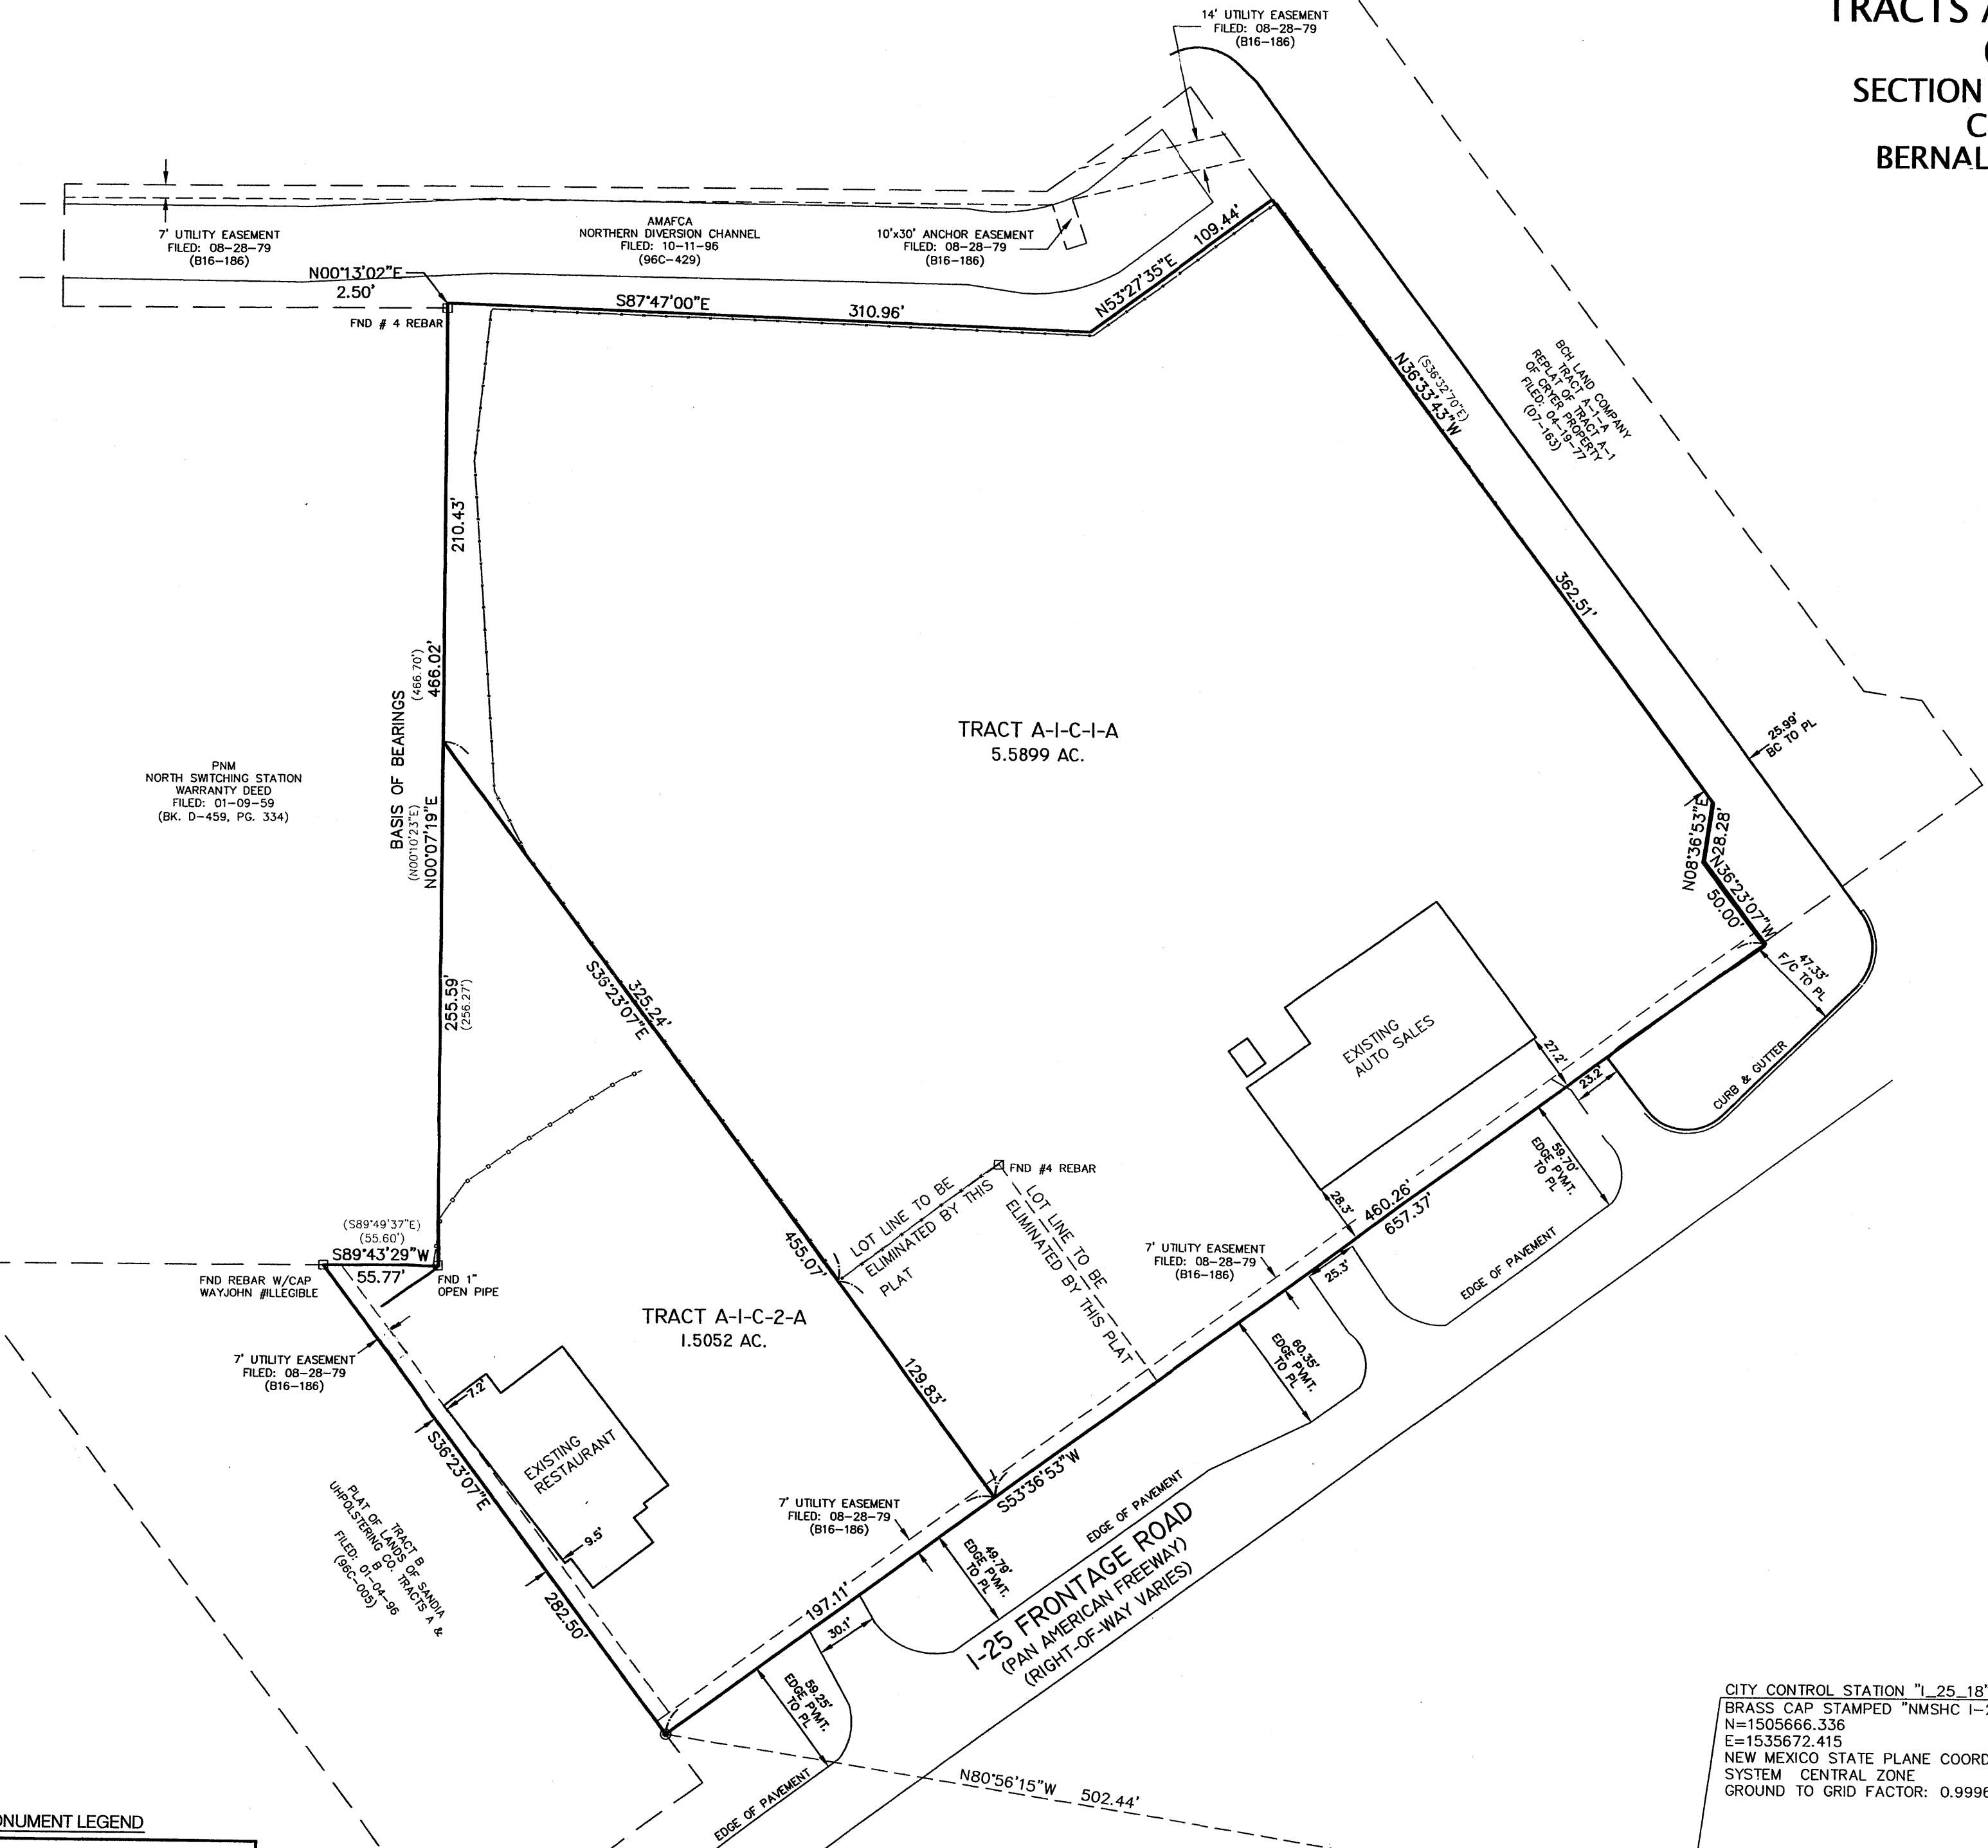 TRACTS
SECTION
BERNAL
14' UTILITY EASEMENT
FILED: 08-28-79
(B16-186)
7' UTILITY EASEMENT
FILED: 08-28-79
(B16-186)
AMAFCA
NORTHERN DIVERSION CHANNEL
FILED: 10-11-96
(96C-429)
10'x30' ANCHOR EASEMENT
FILED: 08-28-79
(B16-186)
109.44'
N53°27'35"E
N00°13'02"E
2.50'
FND # 4 REBAR
S87°47'00"E
310.96'
(S36°32'70"E)
N36°33'43"W
362.51'
BCH LAND COMPANY
TRACT A-1-A
REPLAT OF TRACT A-1
OF CRYER PROPERTY
FILED: 04-19-77
(D7-163)
210.43'
(466.70')
466.02'
BASIS OF BEARINGS
(N00°10'23"E)
N00°07'19"E
TRACT A-1-C-1-A
5.5899 AC.
25.99'
BC TO PL
PNM
NORTH SWITCHING STATION
WARRANTY DEED
FILED: 01-09-59
(BK. D-459, PG. 334)
N08°36'53"E
28.28'
N36°23'07"W
50.00'
47.33'
F/C TO PL
255.59'
(256.27')
325.24'
S36°23'07"E
EXISTING
AUTO SALES
27.2'
23.2'
CURB & GUTTER
59.70'
EDGE PVMT.
TO PL
FND #4 REBAR
LOT LINE TO BE
ELIMINATED BY THIS
PLAT
LOT LINE TO BE
ELIMINATED BY THIS PLAT
28.3'
460.26'
657.37'
(S89°49'37"E)
(55.60')
S89°43'29"W
55.77'
FND REBAR W/CAP
WAYJOHN #ILLEGIBLE
FND 1"
OPEN PIPE
455.07'
7' UTILITY EASEMENT
FILED: 08-28-79
(B16-186)
25.3'
EDGE OF PAVEMENT
TRACT A-1-C-2-A
1.5052 AC.
60.35'
EDGE PVMT.
TO PL
7' UTILITY EASEMENT
FILED: 08-28-79
(B16-186)
129.83'
7.2'
S36°23'07"E
EXISTING
RESTAURANT
S53°36'53"W
7' UTILITY EASEMENT
FILED: 08-28-79
(B16-186)
EDGE OF PAVEMENT
TRACT B
PLAT OF LANDS OF SANDIA
UHPOLSTERING CO. TRACTS A &
B
FILED: 01-04-96
(96C-005)
9.5'
49.79'
EDGE PVMT.
TO PL
282.50'
197.11'
30.1'
I-25 FRONTAGE ROAD
(PAN AMERICAN FREEWAY)
(RIGHT-OF-WAY VARIES)
59.25'
EDGE PVMT.
TO PL
N80°56'15"W 502.44'
EDGE OF PAVEMENT
CITY CONTROL STATION "I_25_18"
BRASS CAP STAMPED "NMSHC I-
N=1505666.336
E=1535672.415
NEW MEXICO STATE PLANE COORD
SYSTEM CENTRAL ZONE
GROUND TO GRID FACTOR: 0.9996
ONUMENT LEGEND